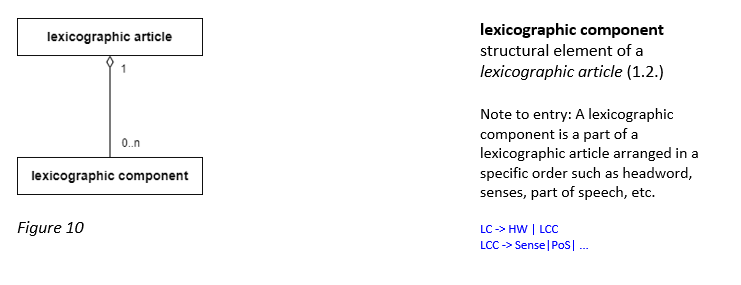 lexicographic article
1
0..n
lexicographic component
Figure 10
lexicographic component
structural element of a
lexicographic article (1.2.)
Note to entry: A lexicographic
component is a part of a
lexicographic article arranged in a
specific order such as headword,
senses, part of speech, etc.
LC -> HW | LCC
LCC -> Sense|PoS| ...